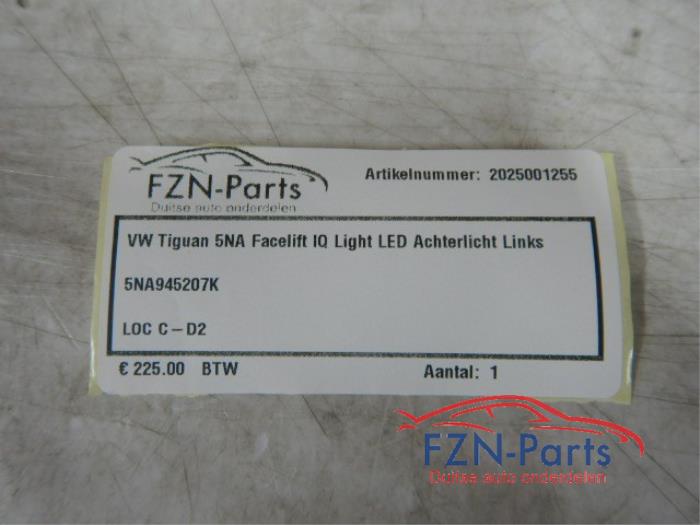 FZN-Parts
Duitse auto onderdelen
Artikelnummer: 2025001255
VW Tiguan 5NA Facelift IQ Light LED Achterlicht Links
5NA945207K
LOC C-D2
€ 225.00 BTW
Aantal: 1
FZN-Parts
Duitse auto onderdelen